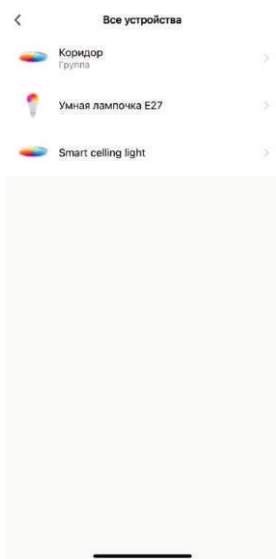 Все устройства
Коридор
Группа
Умная лампочка E27
Smart celling light